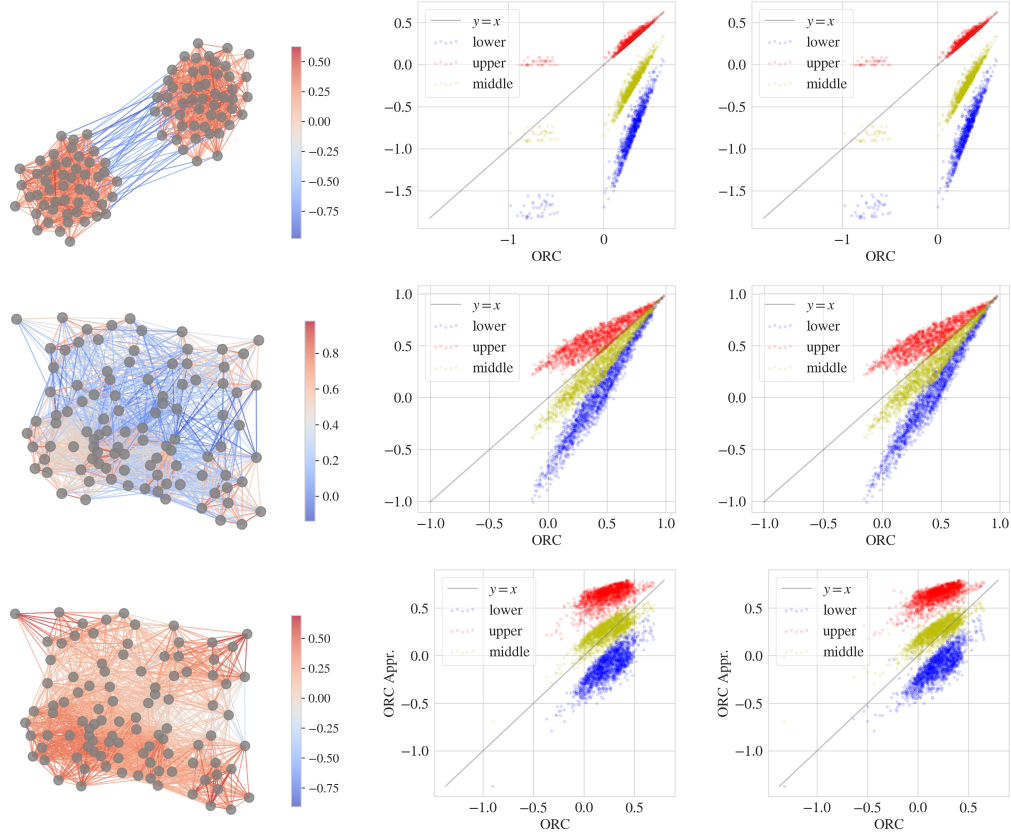 0.50
0.25
0.00
−0.25
−0.50
−0.75
0.5
0.0
−0.5
−1.0
−1.5
y = x
lower
upper
middle
−1
0
ORC
0.5
0.0
−0.5
−1.0
−1.5
y = x
lower
upper
middle
−1
0
ORC
0.8
0.6
0.4
0.2
0.0
1.0
0.5
0.0
−0.5
−1.0
y = x
lower
upper
middle
−1.0
−0.5
0.0
0.5
1.0
ORC
1.0
0.5
0.0
−0.5
−1.0
y = x
lower
upper
middle
−1.0
−0.5
0.0
0.5
1.0
ORC
0.50
0.25
0.00
−0.25
−0.50
−0.75
ORC Appr.
0.5
0.0
−0.5
−1.0
y = x
lower
upper
middle
−1.0
−0.5
0.0
0.5
ORC
ORC Appr.
0.5
0.0
−0.5
−1.0
y = x
lower
upper
middle
−1.0
−0.5
0.0
0.5
ORC